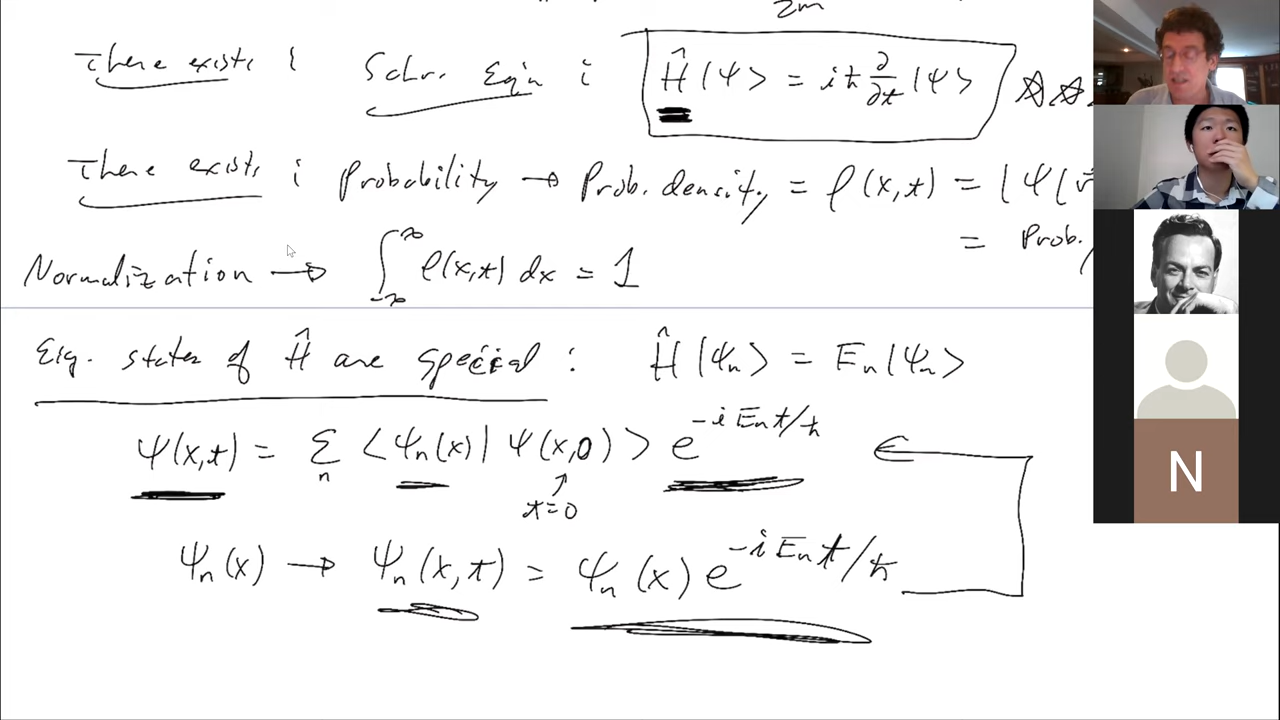 2m
There exists : Schr. Eq'n : Ĥ|Ψ> = iħ ∂/∂t |Ψ>
There exists : Probability → Prob. density = ρ(x,t) = |Ψ(
= Prob./
Normalization → ∫_{-∞}^{∞} ρ(x,t) dx = 1
Eig. states of Ĥ are special : Ĥ|Ψn> = En|Ψn>
Ψ(x,t) = Σ_n <Ψn(x)|Ψ(x,0)> e^{-iEnt/ħ}
t=0
Ψn(x) → Ψn(x,t) = Ψn(x) e^{-iEnt/ħ}
N